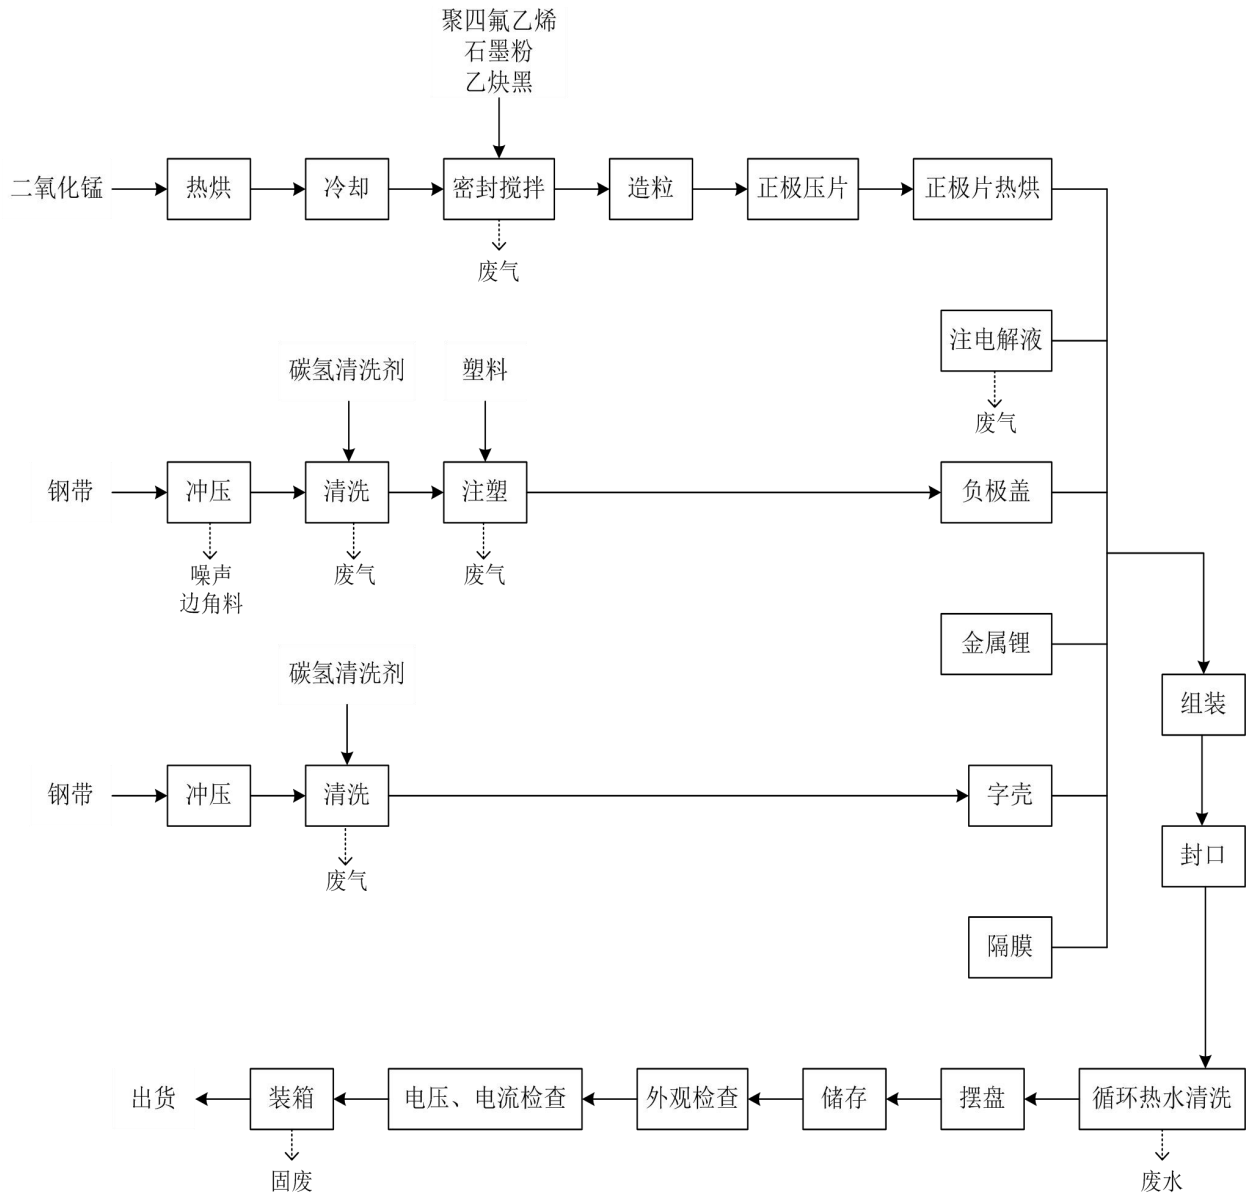 聚四氟乙烯
石墨粉
乙炔黑
二氧化锰
热烘
冷却
密封搅拌
造粒
正极压片
正极片热烘
废气
注电解液
废气
碳氢清洗剂
塑料
钢带
冲压
清洗
注塑
负极盖
噪声
边角料
废气
废气
金属锂
碳氢清洗剂
组装
钢带
冲压
清洗
字壳
封口
废气
隔膜
出货
装箱
电压、电流检查
外观检查
储存
摆盘
循环热水清洗
固废
废水